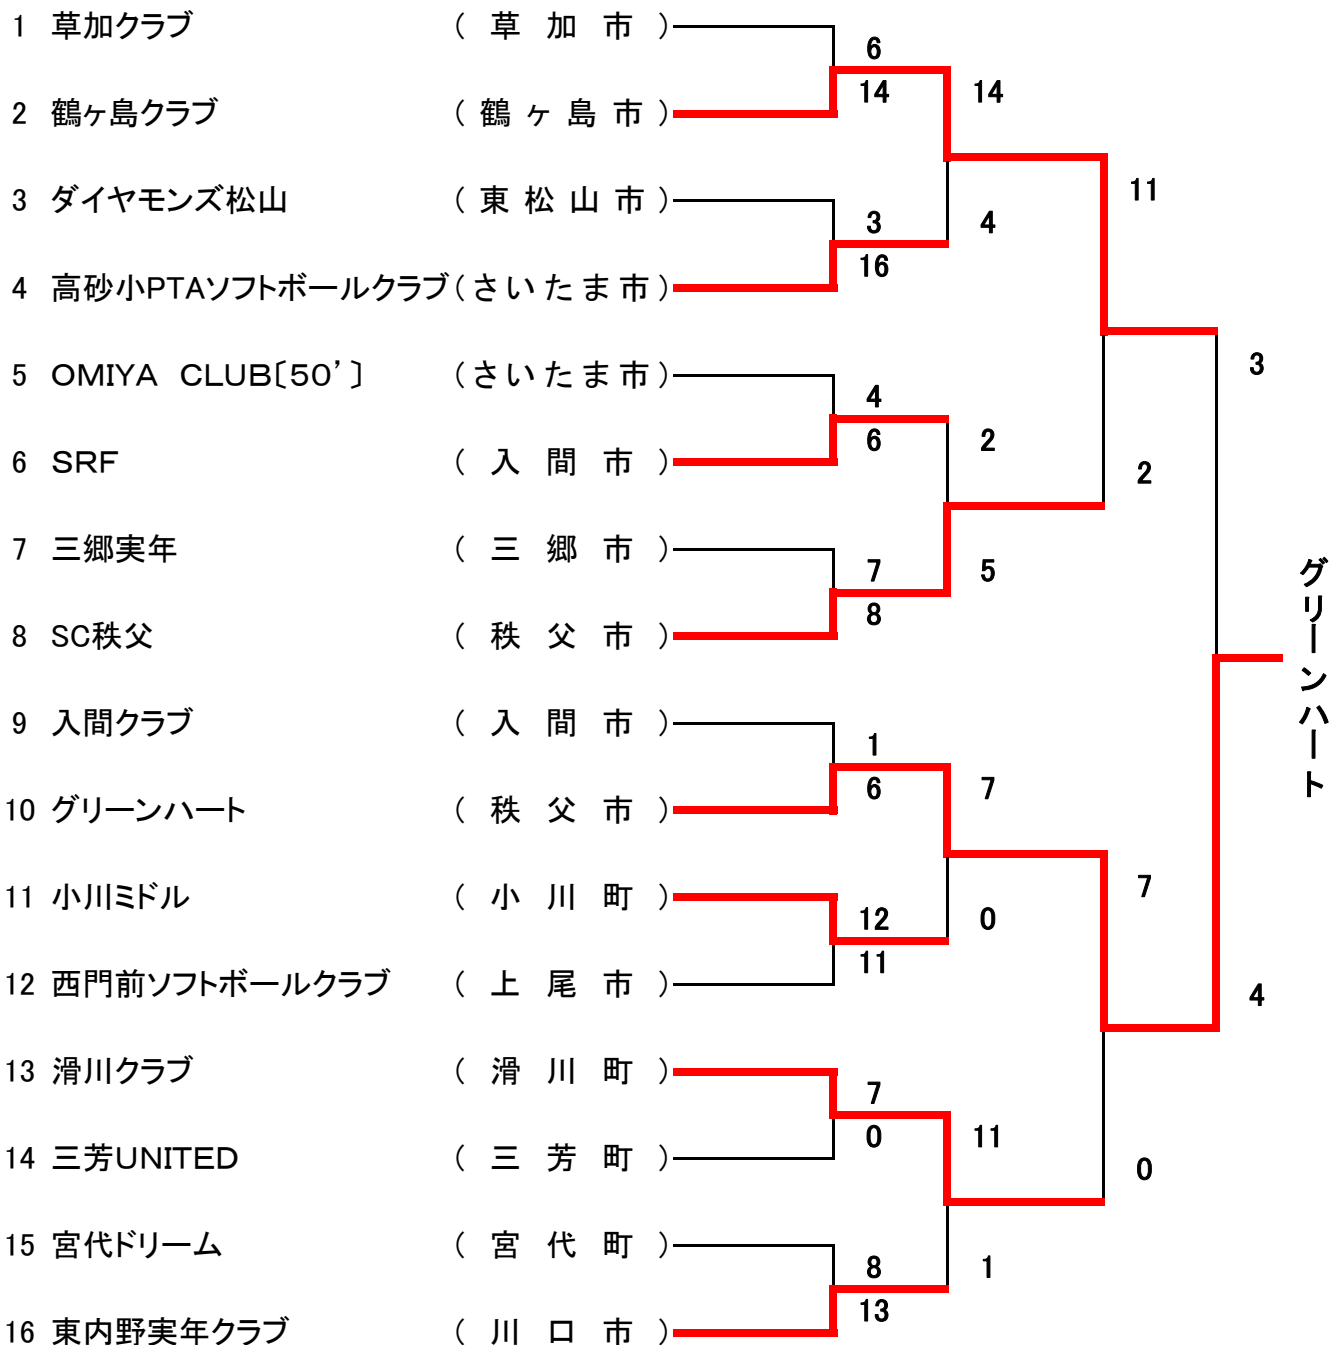 1 草加クラブ （ 草 加 市 ）
6
14
14
2 鶴ヶ島クラブ （ 鶴 ヶ 島 市 ）
11
3 ダイヤモンズ松山 （ 東 松 山 市 ）
3
4
16
4 高砂小PTAソフトボールクラブ （ さ い た ま 市 ）
3
5 OMIYA CLUB〔50’〕 （ さ い た ま 市 ）
4
6
2
6 SRF （ 入 間 市 ）
2
7 三郷実年 （ 三 郷 市 ）
7
5
8
8 SC秩父 （ 秩 父 市 ）
グリーンハート
9 入間クラブ （ 入 間 市 ）
1
6
7
10 グリーンハート （ 秩 父 市 ）
7
11 小川ミドル （ 小 川 町 ）
12
0
11
12 西門前ソフトボールクラブ （ 上 尾 市 ）
4
13 滑川クラブ （ 滑 川 町 ）
7
0
11
14 三芳UNITED （ 三 芳 町 ）
0
15 宮代ドリーム （ 宮 代 町 ）
8
1
13
16 東内野実年クラブ （ 川 口 市 ）